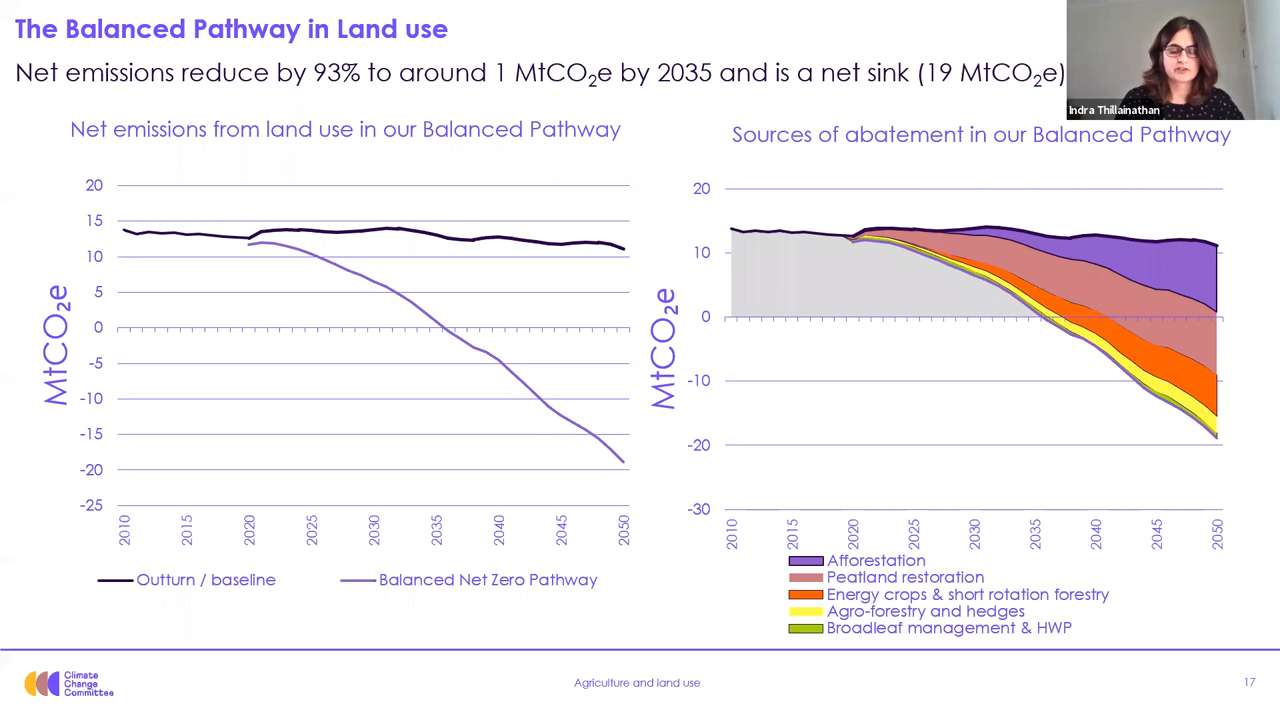 The Balanced Pathway in Land use
Net emissions reduce by 93% to around 1 MtCO₂e by 2035 and is a net sink (19 MtCO₂e)
Indra Thillainathan
Net emissions from land use in our Balanced Pathway
20
15
10
5
0
-5
-10
-15
-20
-25
MtCO₂e
2010
2015
2020
2025
2030
2035
2040
2045
2050
Outturn / baseline
Balanced Net Zero Pathway
Sources of abatement in our Balanced Pathway
20
10
0
-10
-20
-30
MtCO₂e
2010
2015
2020
2025
2030
2035
2040
2045
2050
Afforestation
Peatland restoration
Energy crops & short rotation forestry
Agro-forestry and hedges
Broadleaf management & HWP
Climate
Change
Committee
Agriculture and land use
17